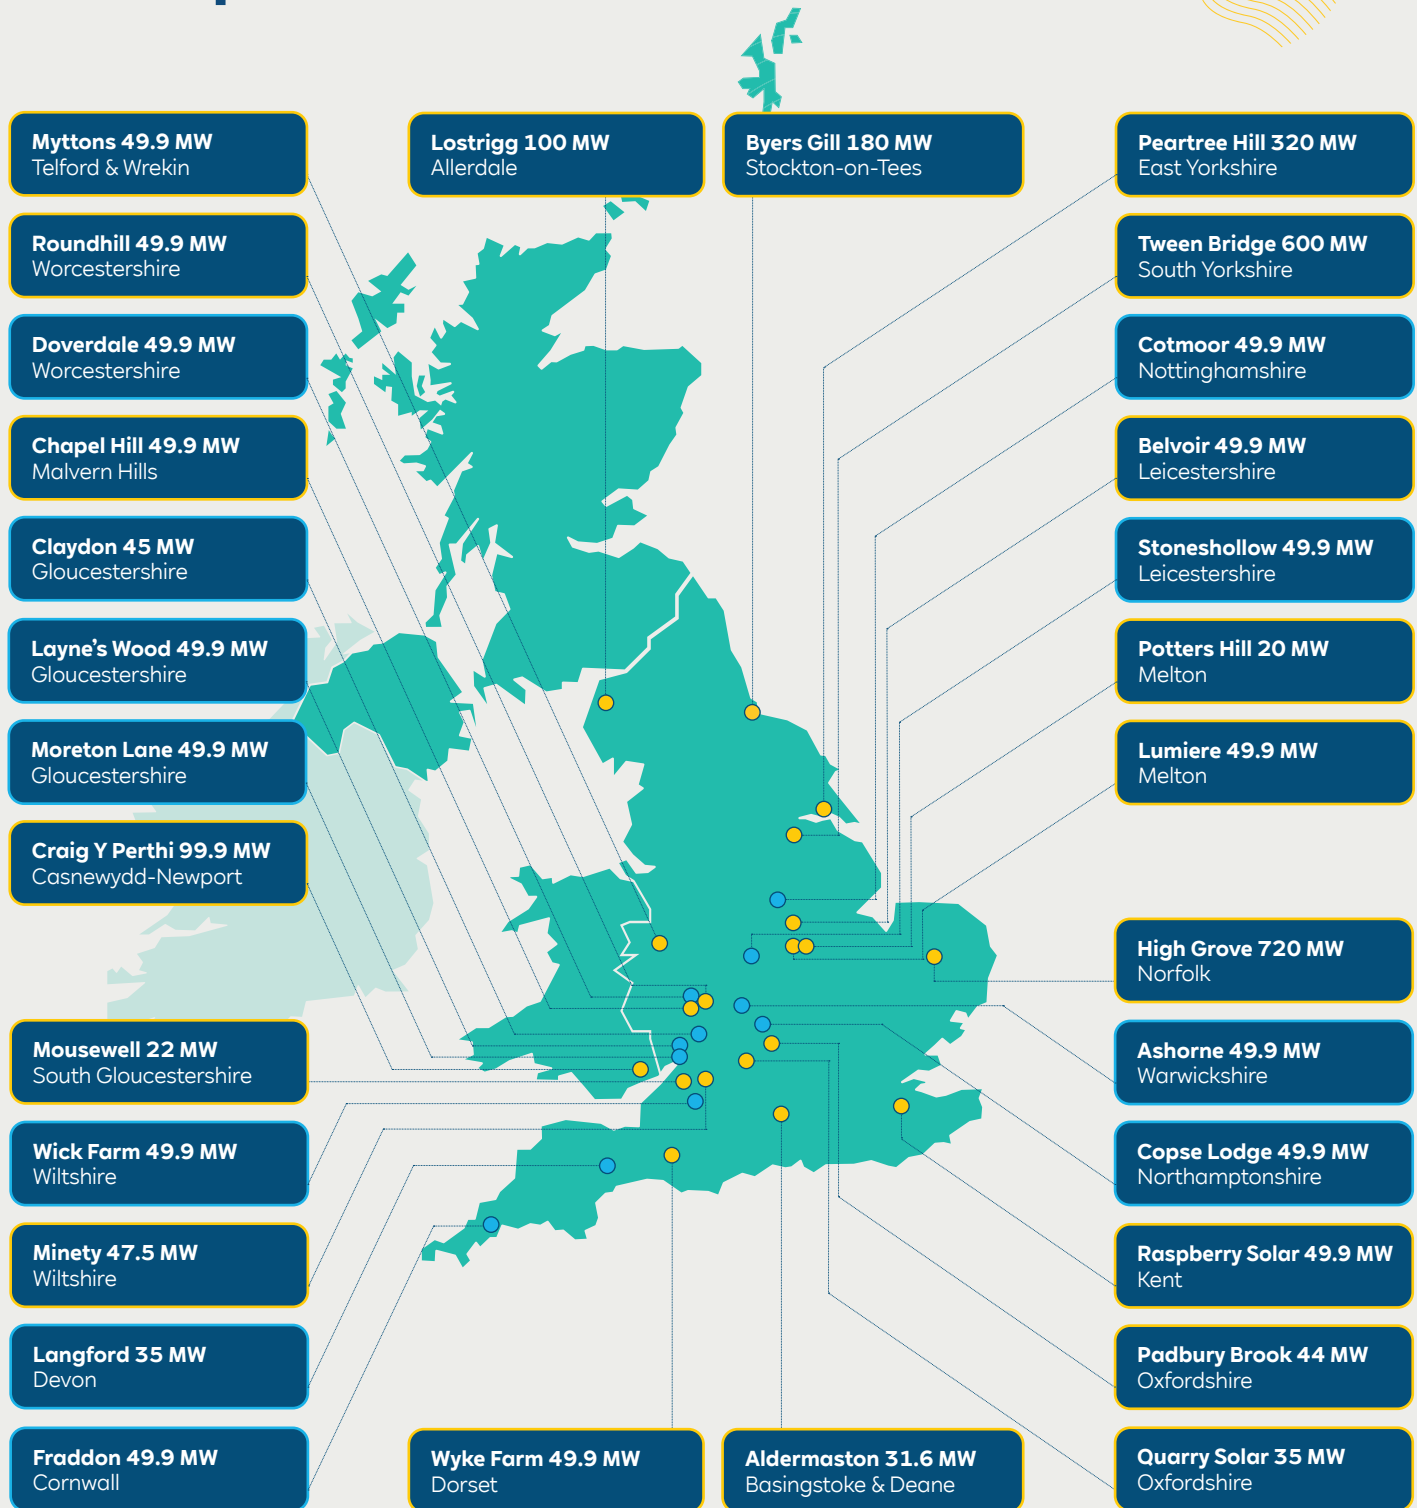 Myttons 49.9 MW
Telford & Wrekin
Roundhill 49.9 MW
Worcestershire
Doverdale 49.9 MW
Worcestershire
Chapel Hill 49.9 MW
Malvern Hills
Claydon 45 MW
Gloucestershire
Layne’s Wood 49.9 MW
Gloucestershire
Moreton Lane 49.9 MW
Gloucestershire
Craig Y Perthi 99.9 MW
Casnewydd-Newport
Mousewell 22 MW
South Gloucestershire
Wick Farm 49.9 MW
Wiltshire
Minety 47.5 MW
Wiltshire
Langford 35 MW
Devon
Fraddon 49.9 MW
Cornwall
Lostrigg 100 MW
Allerdale
Byers Gill 180 MW
Stockton-on-Tees
Wyke Farm 49.9 MW
Dorset
Aldermaston 31.6 MW
Basingstoke & Deane
Peartree Hill 320 MW
East Yorkshire
Tween Bridge 600 MW
South Yorkshire
Cotmoor 49.9 MW
Nottinghamshire
Belvoir 49.9 MW
Leicestershire
Stoneshollow 49.9 MW
Leicestershire
Potters Hill 20 MW
Melton
Lumiere 49.9 MW
Melton
High Grove 720 MW
Norfolk
Ashorne 49.9 MW
Warwickshire
Copse Lodge 49.9 MW
Northamptonshire
Raspberry Solar 49.9 MW
Kent
Padbury Brook 44 MW
Oxfordshire
Quarry Solar 35 MW
Oxfordshire